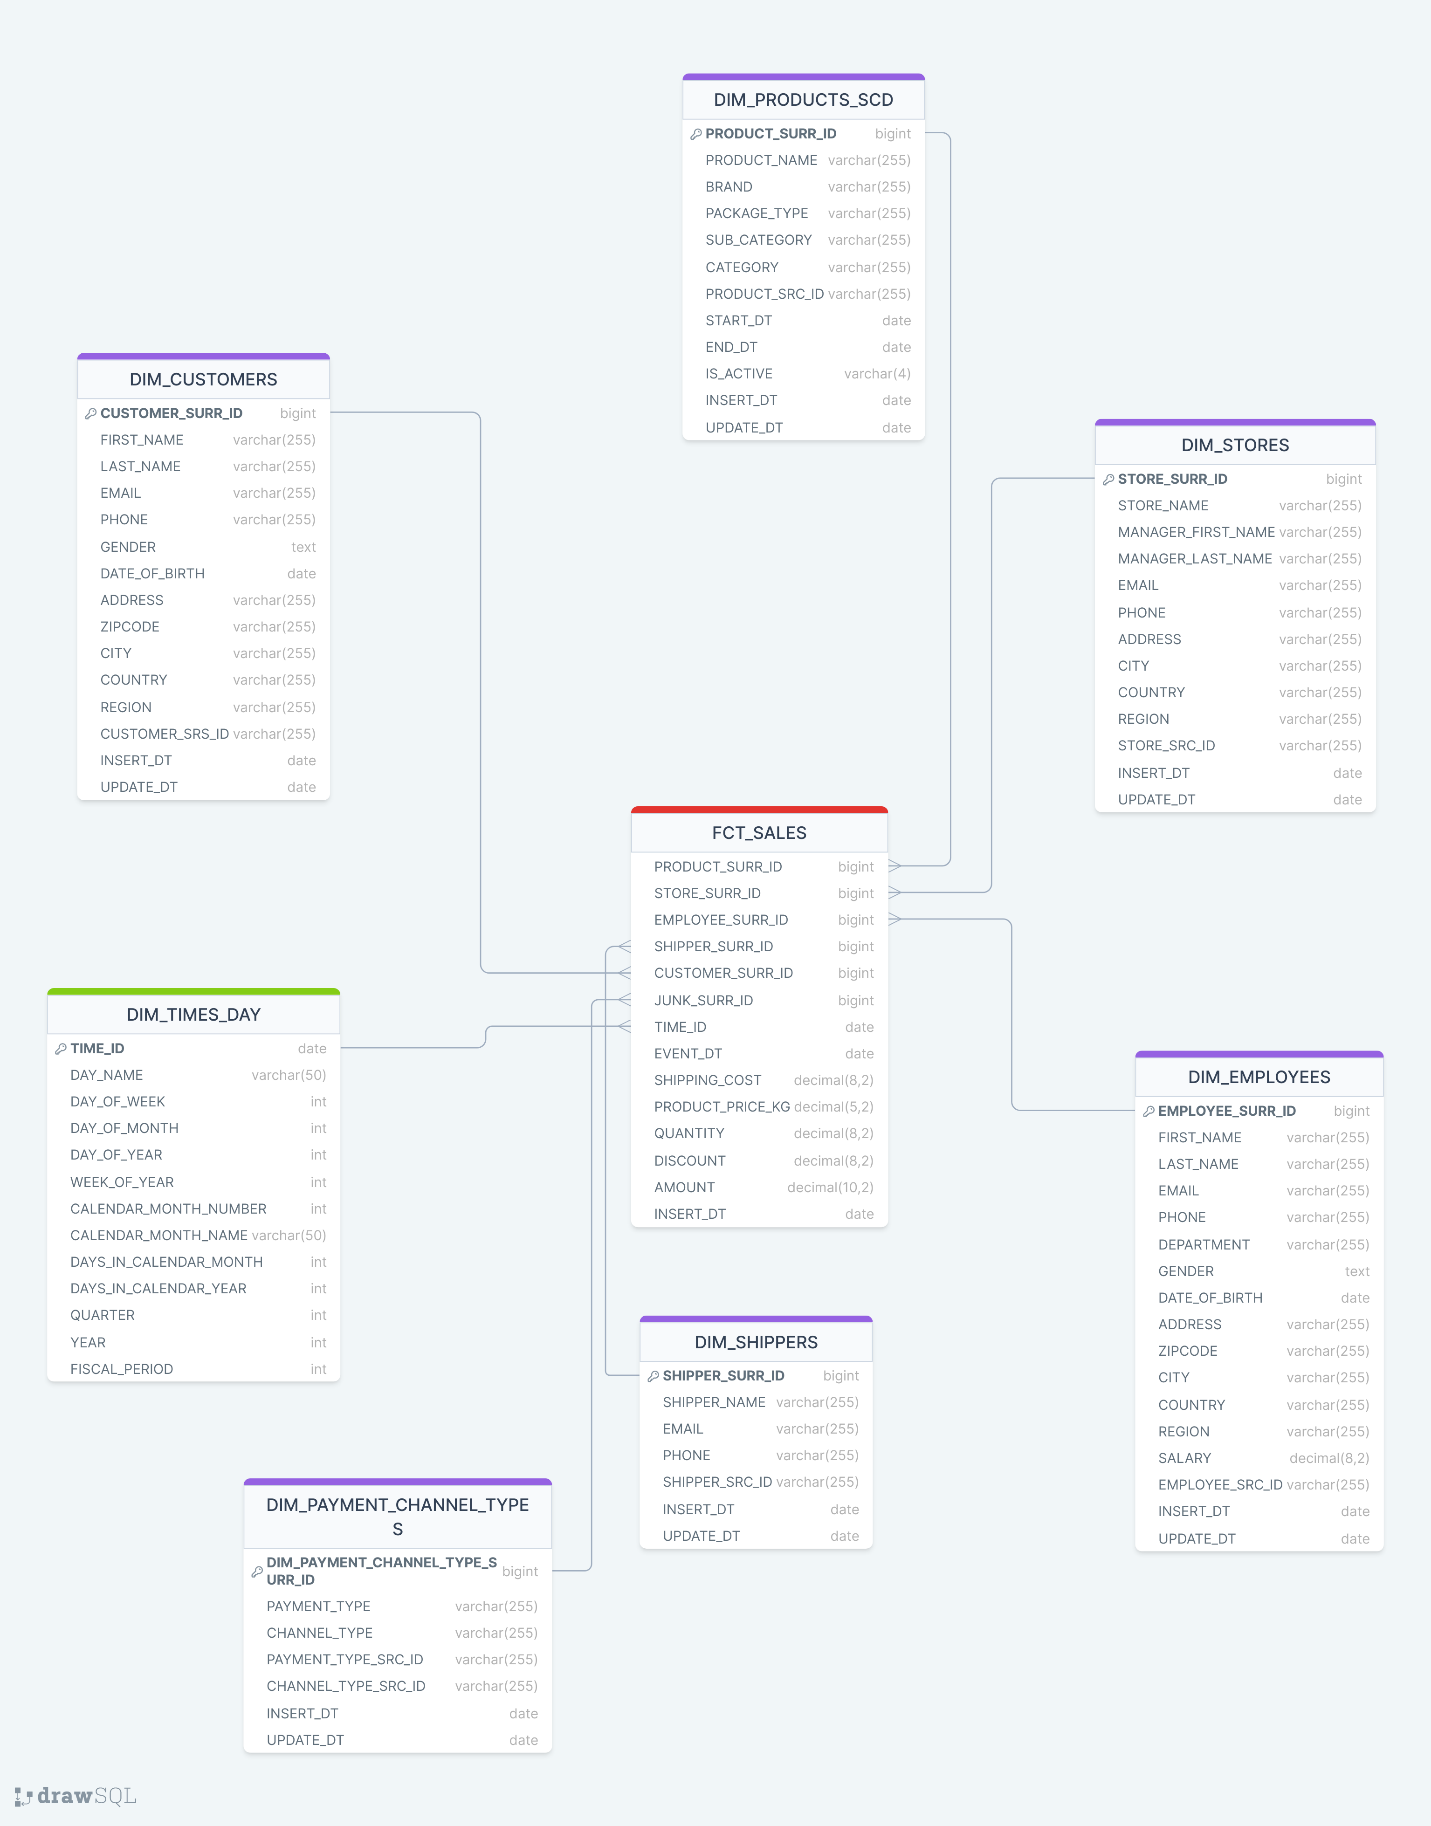 DIM_PRODUCTS_SCD
PRODUCT_SURR_ID bigint
PRODUCT_NAME varchar(255)
BRAND varchar(255)
PACKAGE_TYPE varchar(255)
SUB_CATEGORY varchar(255)
CATEGORY varchar(255)
PRODUCT_SRC_ID varchar(255)
START_DT date
END_DT date
IS_ACTIVE varchar(4)
INSERT_DT date
UPDATE_DT date
DIM_CUSTOMERS
CUSTOMER_SURR_ID bigint
FIRST_NAME varchar(255)
LAST_NAME varchar(255)
EMAIL varchar(255)
PHONE varchar(255)
GENDER text
DATE_OF_BIRTH date
ADDRESS varchar(255)
ZIPCODE varchar(255)
CITY varchar(255)
COUNTRY varchar(255)
REGION varchar(255)
CUSTOMER_SRS_ID varchar(255)
INSERT_DT date
UPDATE_DT date
DIM_STORES
STORE_SURR_ID bigint
STORE_NAME varchar(255)
MANAGER_FIRST_NAME varchar(255)
MANAGER_LAST_NAME varchar(255)
EMAIL varchar(255)
PHONE varchar(255)
ADDRESS varchar(255)
CITY varchar(255)
COUNTRY varchar(255)
REGION varchar(255)
STORE_SRC_ID varchar(255)
INSERT_DT date
UPDATE_DT date
FCT_SALES
PRODUCT_SURR_ID bigint
STORE_SURR_ID bigint
EMPLOYEE_SURR_ID bigint
SHIPPER_SURR_ID bigint
CUSTOMER_SURR_ID bigint
JUNK_SURR_ID bigint
TIME_ID date
EVENT_DT date
SHIPPING_COST decimal(8,2)
PRODUCT_PRICE_KG decimal(5,2)
QUANTITY decimal(8,2)
DISCOUNT decimal(8,2)
AMOUNT decimal(10,2)
INSERT_DT date
DIM_TIMES_DAY
TIME_ID date
DAY_NAME varchar(50)
DAY_OF_WEEK int
DAY_OF_MONTH int
DAY_OF_YEAR int
WEEK_OF_YEAR int
CALENDAR_MONTH_NUMBER int
CALENDAR_MONTH_NAME varchar(50)
DAYS_IN_CALENDAR_MONTH int
DAYS_IN_CALENDAR_YEAR int
QUARTER int
YEAR int
FISCAL_PERIOD int
DIM_EMPLOYEES
EMPLOYEE_SURR_ID bigint
FIRST_NAME varchar(255)
LAST_NAME varchar(255)
EMAIL varchar(255)
PHONE varchar(255)
DEPARTMENT varchar(255)
GENDER text
DATE_OF_BIRTH date
ADDRESS varchar(255)
ZIPCODE varchar(255)
CITY varchar(255)
COUNTRY varchar(255)
REGION varchar(255)
SALARY decimal(8,2)
EMPLOYEE_SRC_ID varchar(255)
INSERT_DT date
UPDATE_DT date
DIM_SHIPPERS
SHIPPER_SURR_ID bigint
SHIPPER_NAME varchar(255)
EMAIL varchar(255)
PHONE varchar(255)
SHIPPER_SRC_ID varchar(255)
INSERT_DT date
UPDATE_DT date
DIM_PAYMENT_CHANNEL_TYPE
S
DIM_PAYMENT_CHANNEL_TYPE_S
URR_ID bigint
PAYMENT_TYPE varchar(255)
CHANNEL_TYPE varchar(255)
PAYMENT_TYPE_SRC_ID varchar(255)
CHANNEL_TYPE_SRC_ID varchar(255)
INSERT_DT date
UPDATE_DT date
drawSQL